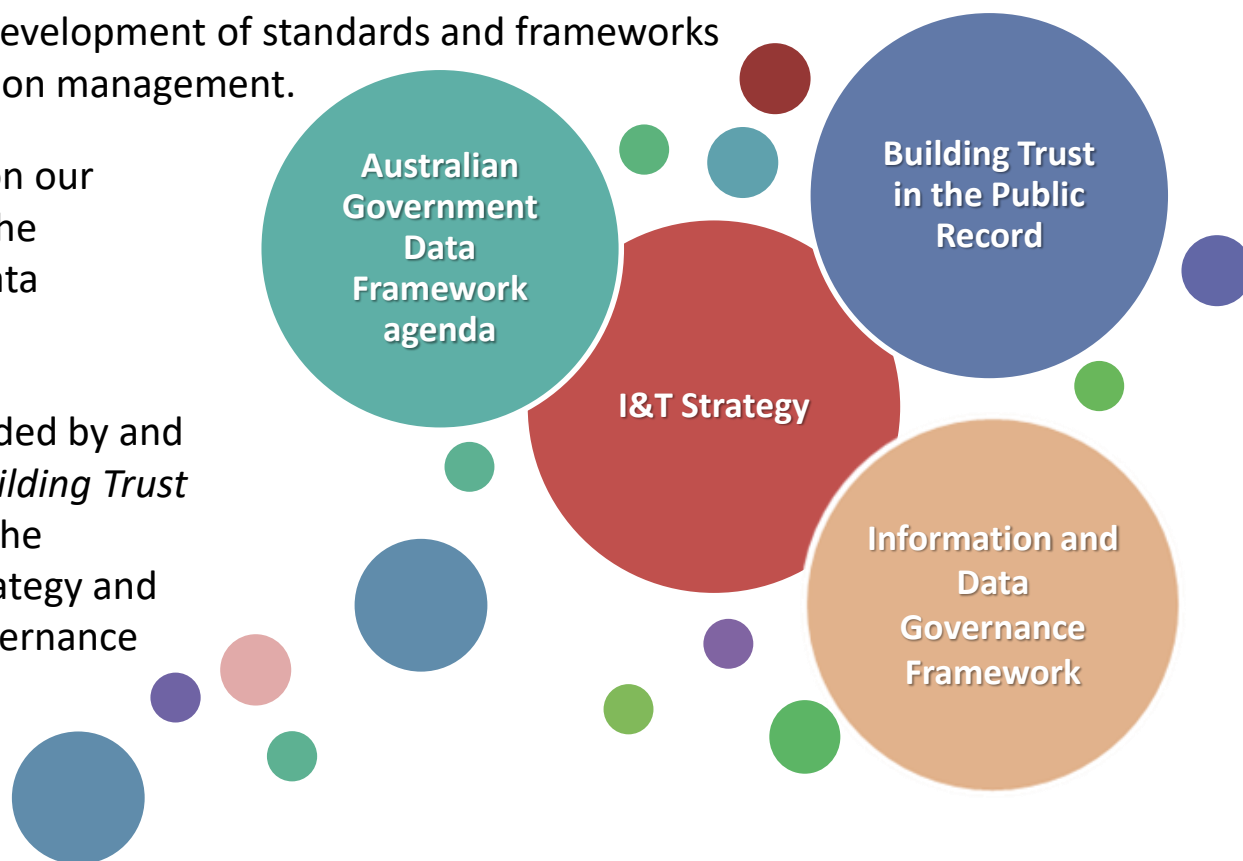 evelopment of standards and frameworks
on management.
on our
he
ata
ded by and
ilding Trust
he
ategy and
ernance
Australian
Government
Data
Framework
agenda
Building Trust
in the Public
Record
I&T Strategy
Information and
Data
Governance
Framework